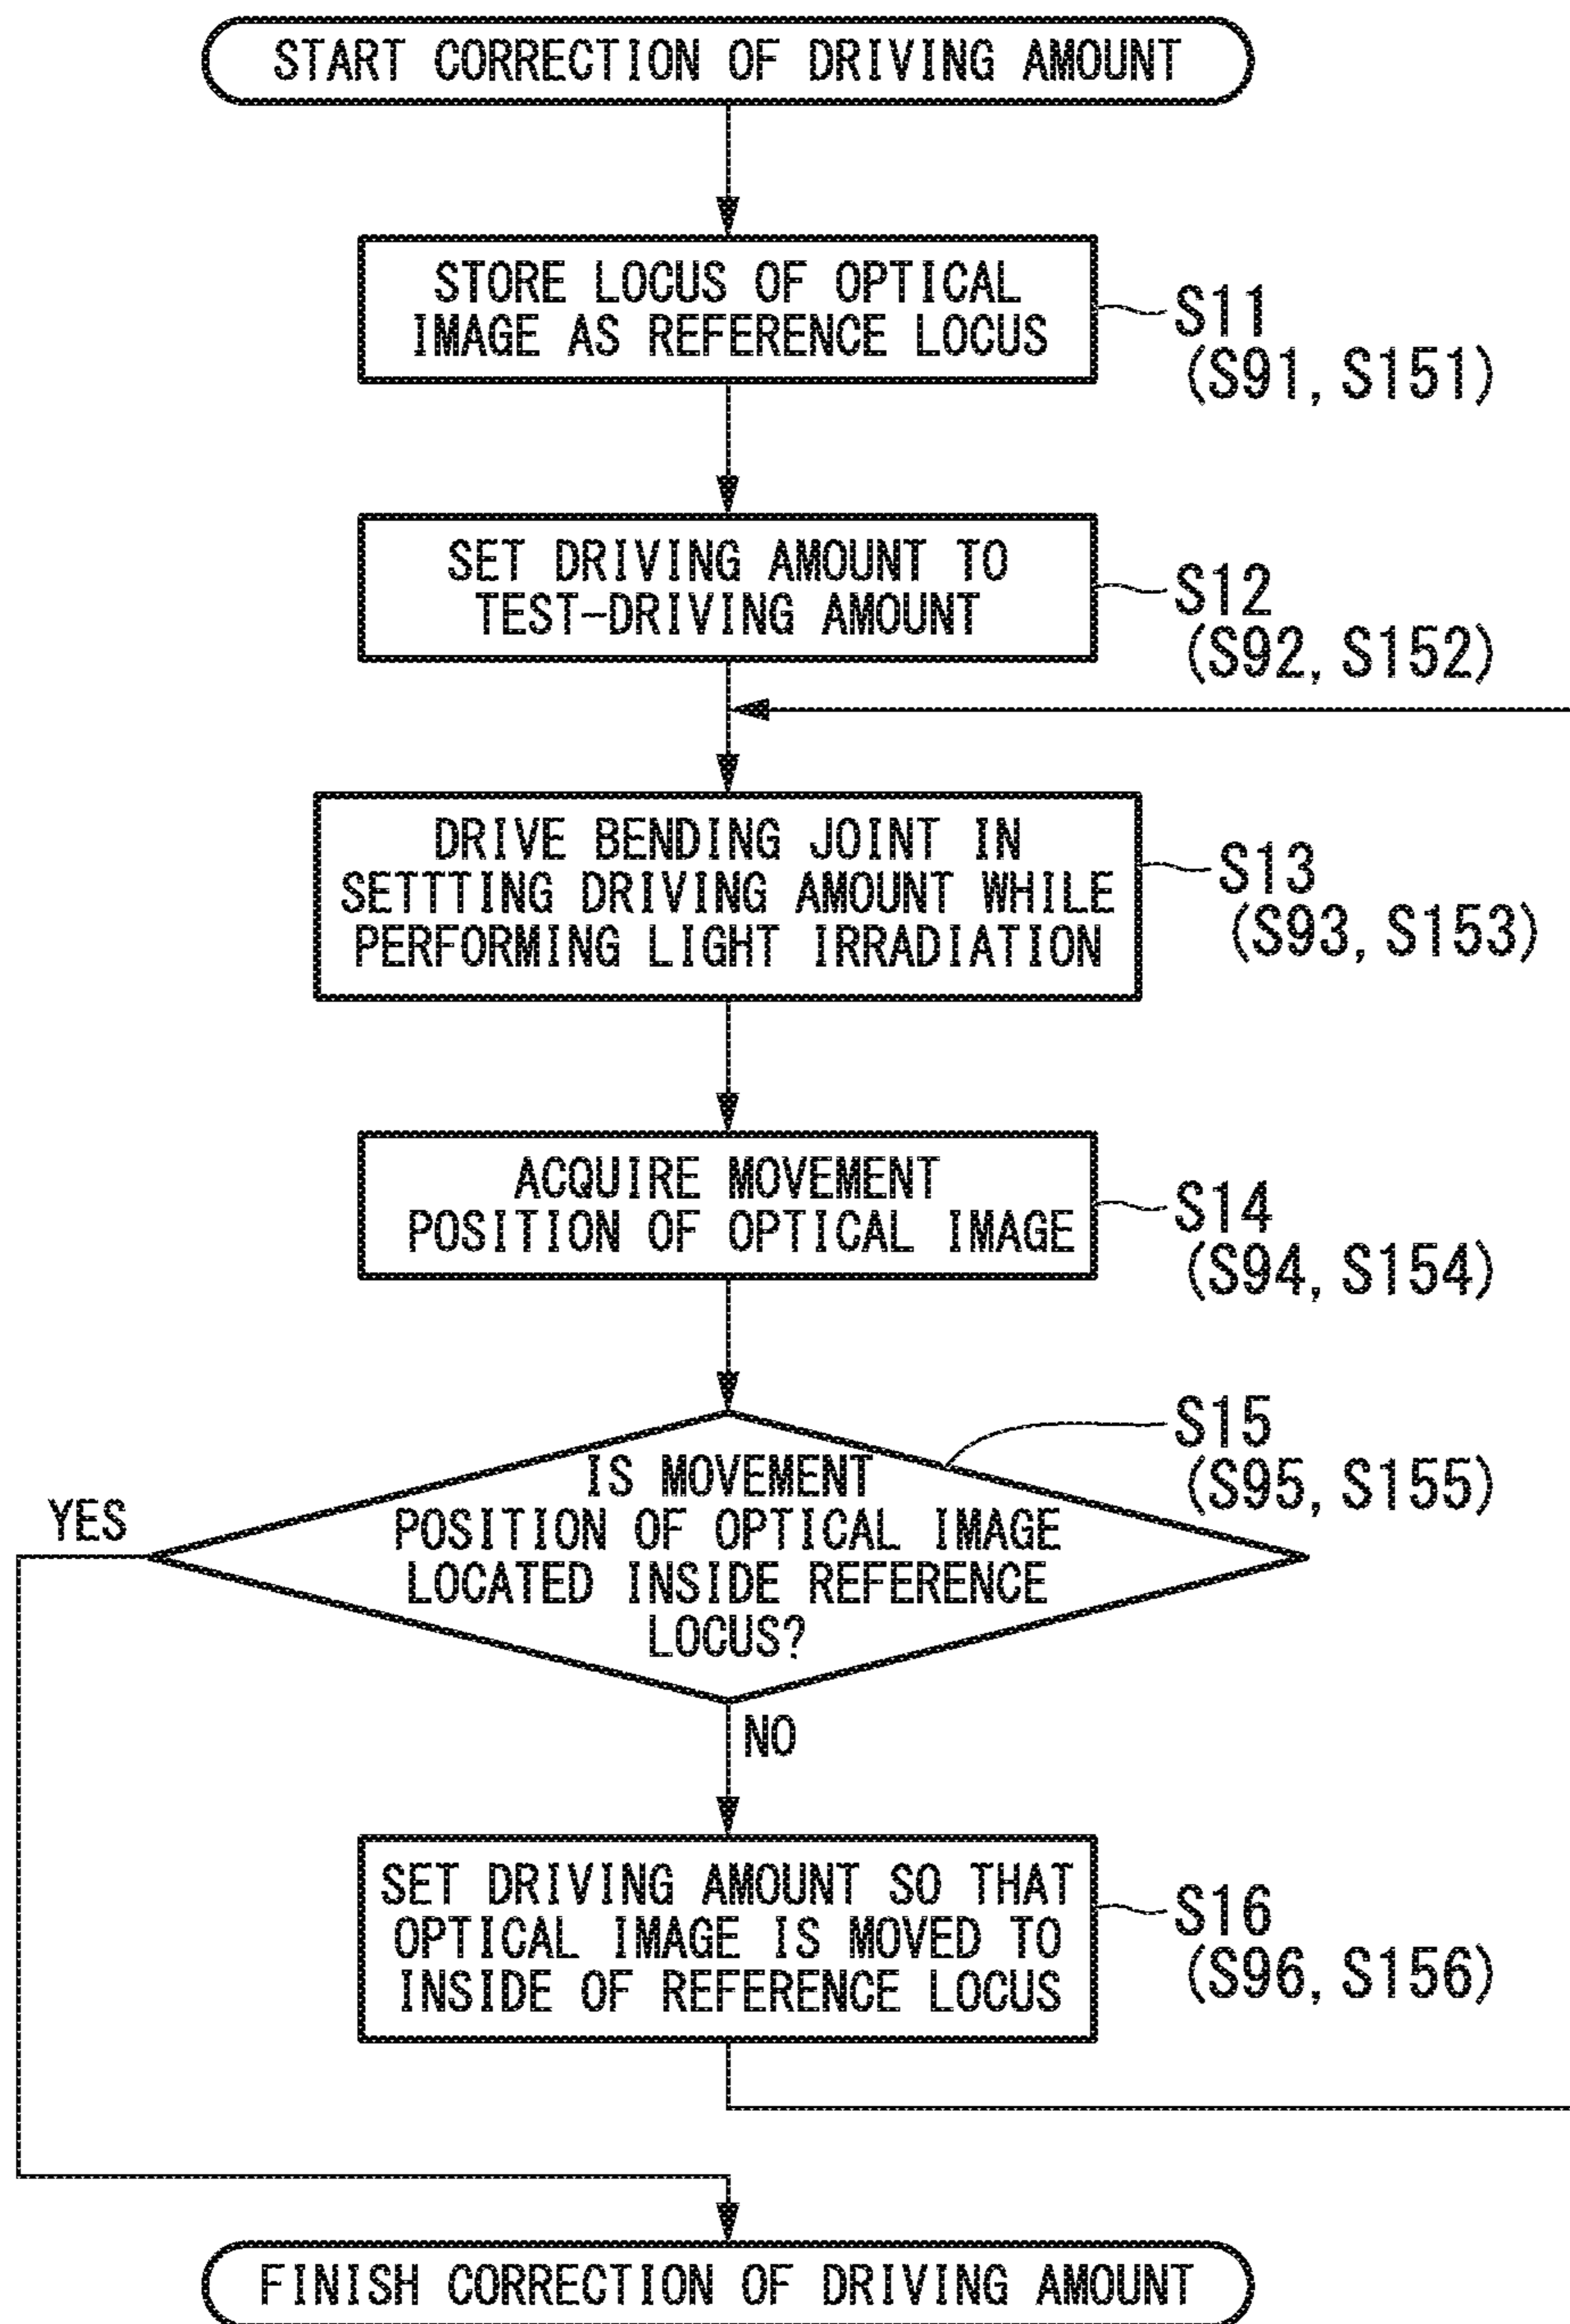 START CORRECTION OF DRIVING AMOUNT
STORE LOCUS OF OPTICAL
IMAGE AS REFERENCE LOCUS
S11
(S91, S151)
SET DRIVING AMOUNT TO
TEST-DRIVING AMOUNT
S12
(S92, S152)
DRIVE BENDING JOINT IN
SETTTING DRIVING AMOUNT WHILE
PERFORMING LIGHT IRRADIATION
S13
(S93, S153)
ACQUIRE MOVEMENT
POSITION OF OPTICAL IMAGE
S14
(S94, S154)
IS MOVEMENT
POSITION OF OPTICAL IMAGE
LOCATED INSIDE REFERENCE
LOCUS?
S15
(S95, S155)
YES
NO
SET DRIVING AMOUNT SO THAT
OPTICAL IMAGE IS MOVED TO
INSIDE OF REFERENCE LOCUS
S16
(S96, S156)
FINISH CORRECTION OF DRIVING AMOUNT